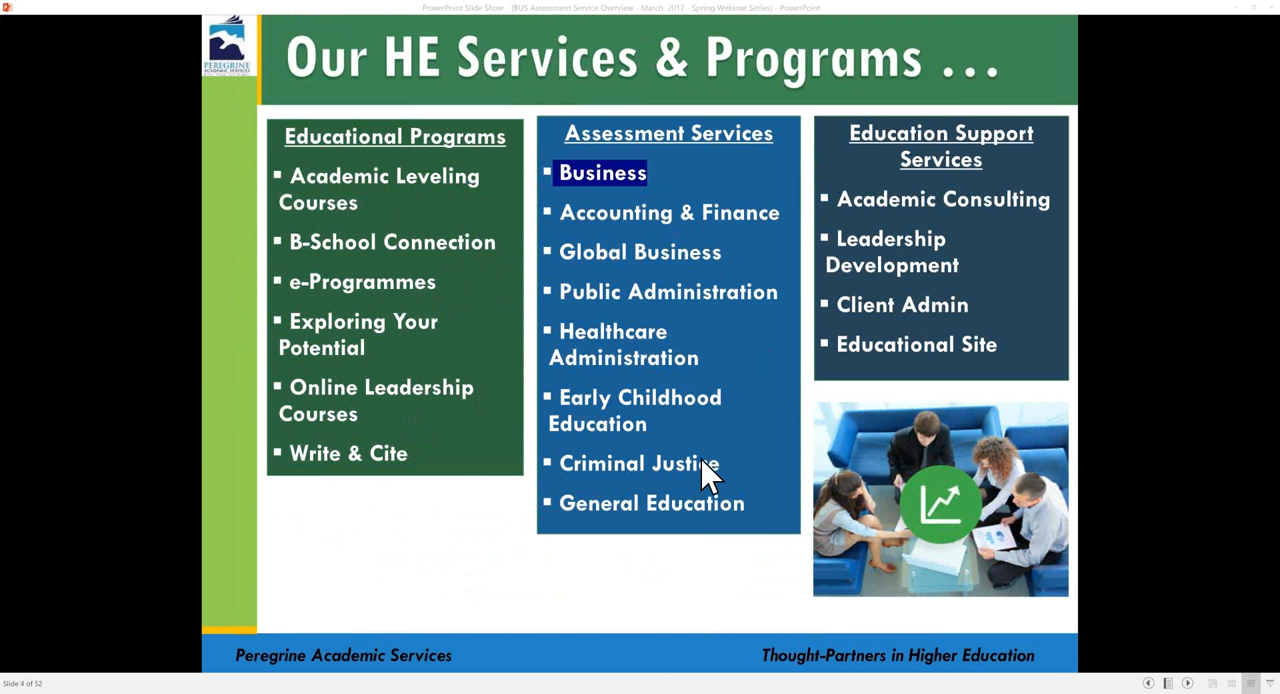 PowerPoint Slide Show - [BUS Assessment Service Overview - March 2017 - Spring Webinar Series] - PowerPoint
PEREGRINE
ACADEMIC SERVICES
Our HE Services & Programs ...
Educational Programs
▪ Academic Leveling
Courses
▪ B-School Connection
▪ e-Programmes
▪ Exploring Your
Potential
▪ Online Leadership
Courses
▪ Write & Cite
Assessment Services
▪ Business
▪ Accounting & Finance
▪ Global Business
▪ Public Administration
▪ Healthcare
Administration
▪ Early Childhood
Education
▪ Criminal Justice
▪ General Education
Education Support
Services
▪ Academic Consulting
▪ Leadership
Development
▪ Client Admin
▪ Educational Site
Peregrine Academic Services
Thought-Partners in Higher Education
Slide 4 of 52